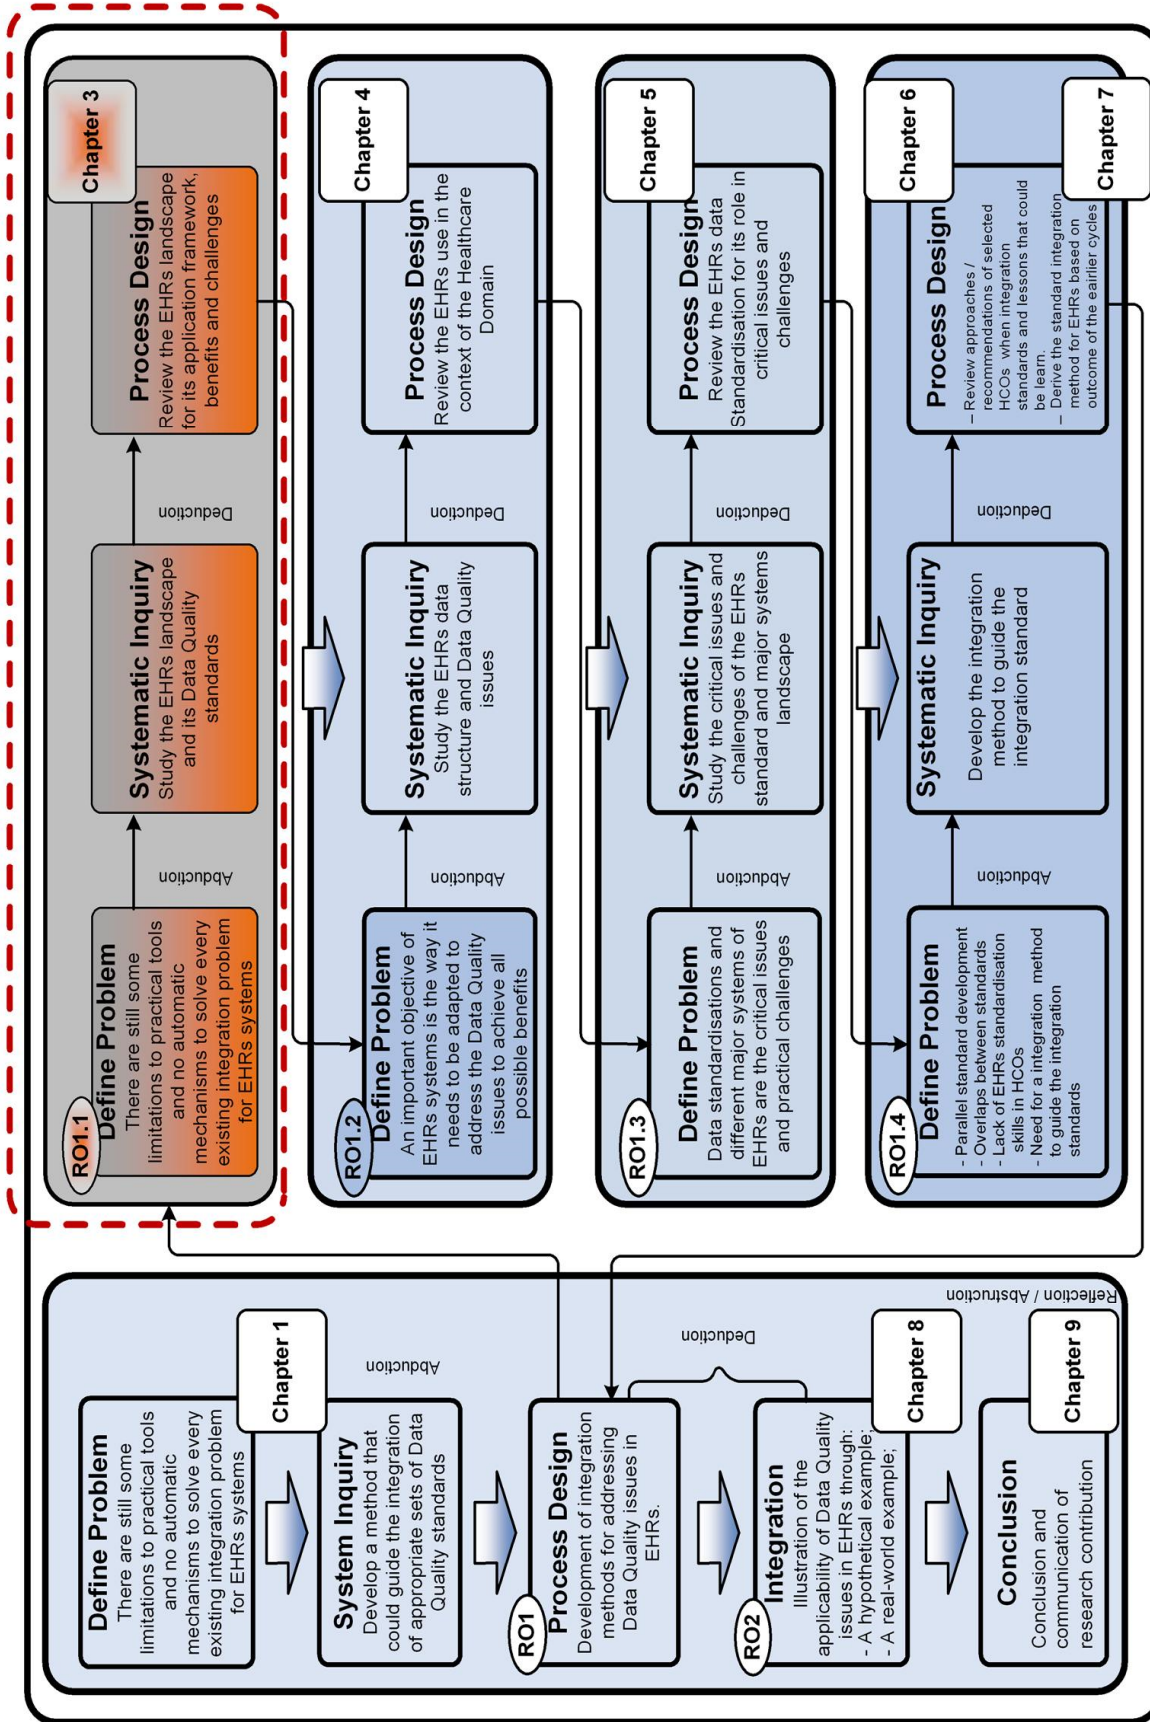 Define Problem
There are still some
limitations to practical tools
and no automatic
mechanisms to solve every
existing integration problem
for EHRs systems
Chapter 1
System Inquiry
Develop a method that
could guide the integration
of appropriate sets of Data
Quality standards
Abduction
RO1
Process Design
Development of integration
methods for addressing
Data Quality issues in
EHRs.
Deduction
RO2
Integration
Illustration of the
applicability of Data Quality
issues in EHRs through:
- A hypothetical example;
- A real-world example;
Chapter 8
Conclusion
Conclusion and
communication of
research contribution
Chapter 9
Reflection / Abstraction
RO1.1
Define Problem
There are still some
limitations to practical tools
and no automatic
mechanisms to solve every
existing integration problem
for EHRs systems
Abduction
Systematic Inquiry
Study the EHRs landscape
and its Data Quality
standards
Deduction
Process Design
Review the EHRs landscape
for its application framework,
benefits and challenges
Chapter 3
RO1.2
Define Problem
An important objective of
EHRs systems is the way it
needs to be adapted to
address the Data Quality
issues to achieve all
possible benefits
Abduction
Systematic Inquiry
Study the EHRs data
structure and Data Quality
issues
Deduction
Process Design
Review the EHRs use in the
context of the Healthcare
Domain
Chapter 4
RO1.3
Define Problem
Data standardisations and
different major systems of
EHRs are the critical issues
and practical challenges
Abduction
Systematic Inquiry
Study the critical issues and
challenges of the EHRs
standard and major systems
landscape
Deduction
Process Design
Review the EHRs data
Standardisation for its role in
critical issues and
challenges
Chapter 5
RO1.4
Define Problem
- Parallel standard development
- Overlaps between standards
- Lack of EHRs standardisation
skills in HCOs
- Need for a integration method
to guide the integration
standards
Abduction
Systematic Inquiry
Develop the integration
method to guide the
integration standard
Deduction
Process Design
– Review approaches /
recommendations of selected
HCOs when integration
standards and lessons that could
be learn.
– Derive the standard integration
method for EHRs based on
outcome of the eairlier cycles
Chapter 6
Chapter 7